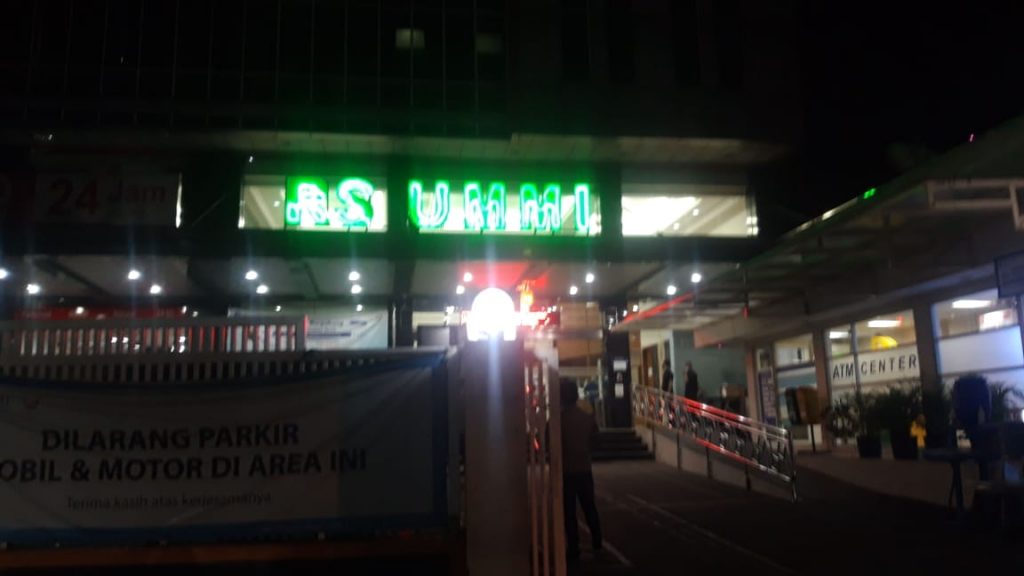 24 Jam
RS. UMMI
ATM CENTER
DILARANG PARKIR
OBIL & MOTOR DI AREA INI
Terima kasih atas kerjasamanya